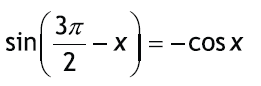 sin(3π/2 − x) = −cos x